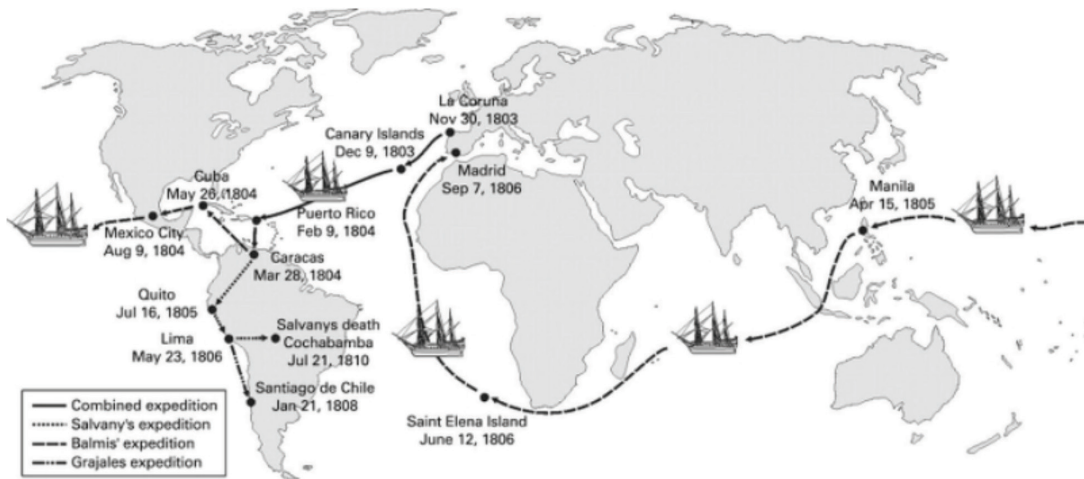 La Coruña
Nov 30, 1803
Canary Islands
Dec 9, 1803
Madrid
Sep 7, 1806
Cuba
May 26, 1804
Manila
Apr 15, 1805
Puerto Rico
Feb 9, 1804
Mexico City
Aug 9, 1804
Caracas
Mar 28, 1804
Quito
Jul 16, 1805
Lima
May 23, 1806
Salvanys death
Cochabamba
Jul 21, 1810
Santiago de Chile
Jan 21, 1808
Saint Elena Island
June 12, 1806
Combined expedition
Salvany's expedition
Balmis' expedition
Grajales expedition